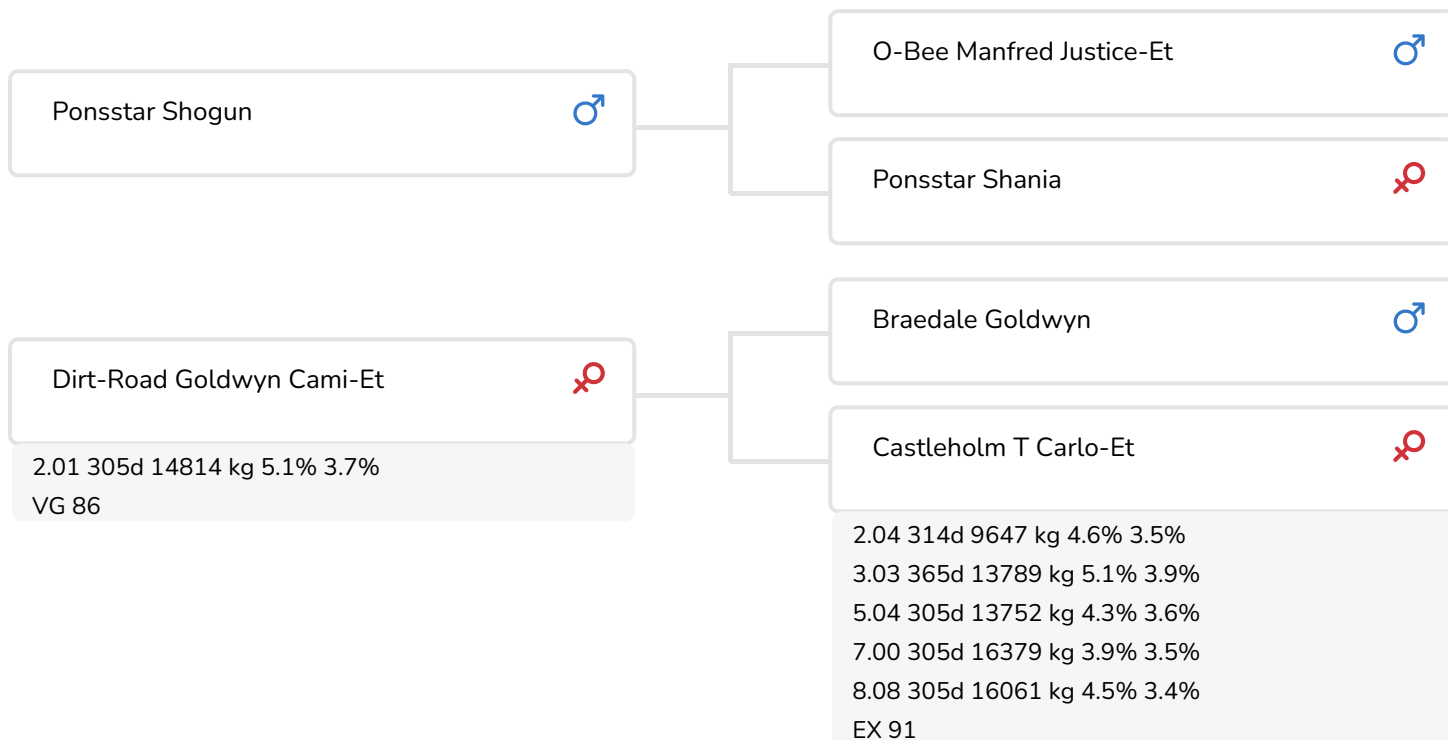 Ponsstar Shogun
O-Bee Manfred Justice-Et
Ponsstar Shania
Dirt-Road Goldwyn Cami-Et
2.01 305d 14814 kg 5.1% 3.7%
VG 86
Braedale Goldwyn
Castleholm T Carlo-Et
2.04 314d 9647 kg 4.6% 3.5%
3.03 365d 13789 kg 5.1% 3.9%
5.04 305d 13752 kg 4.3% 3.6%
7.00 305d 16379 kg 3.9% 3.5%
8.08 305d 16061 kg 4.5% 3.4%
EX 91